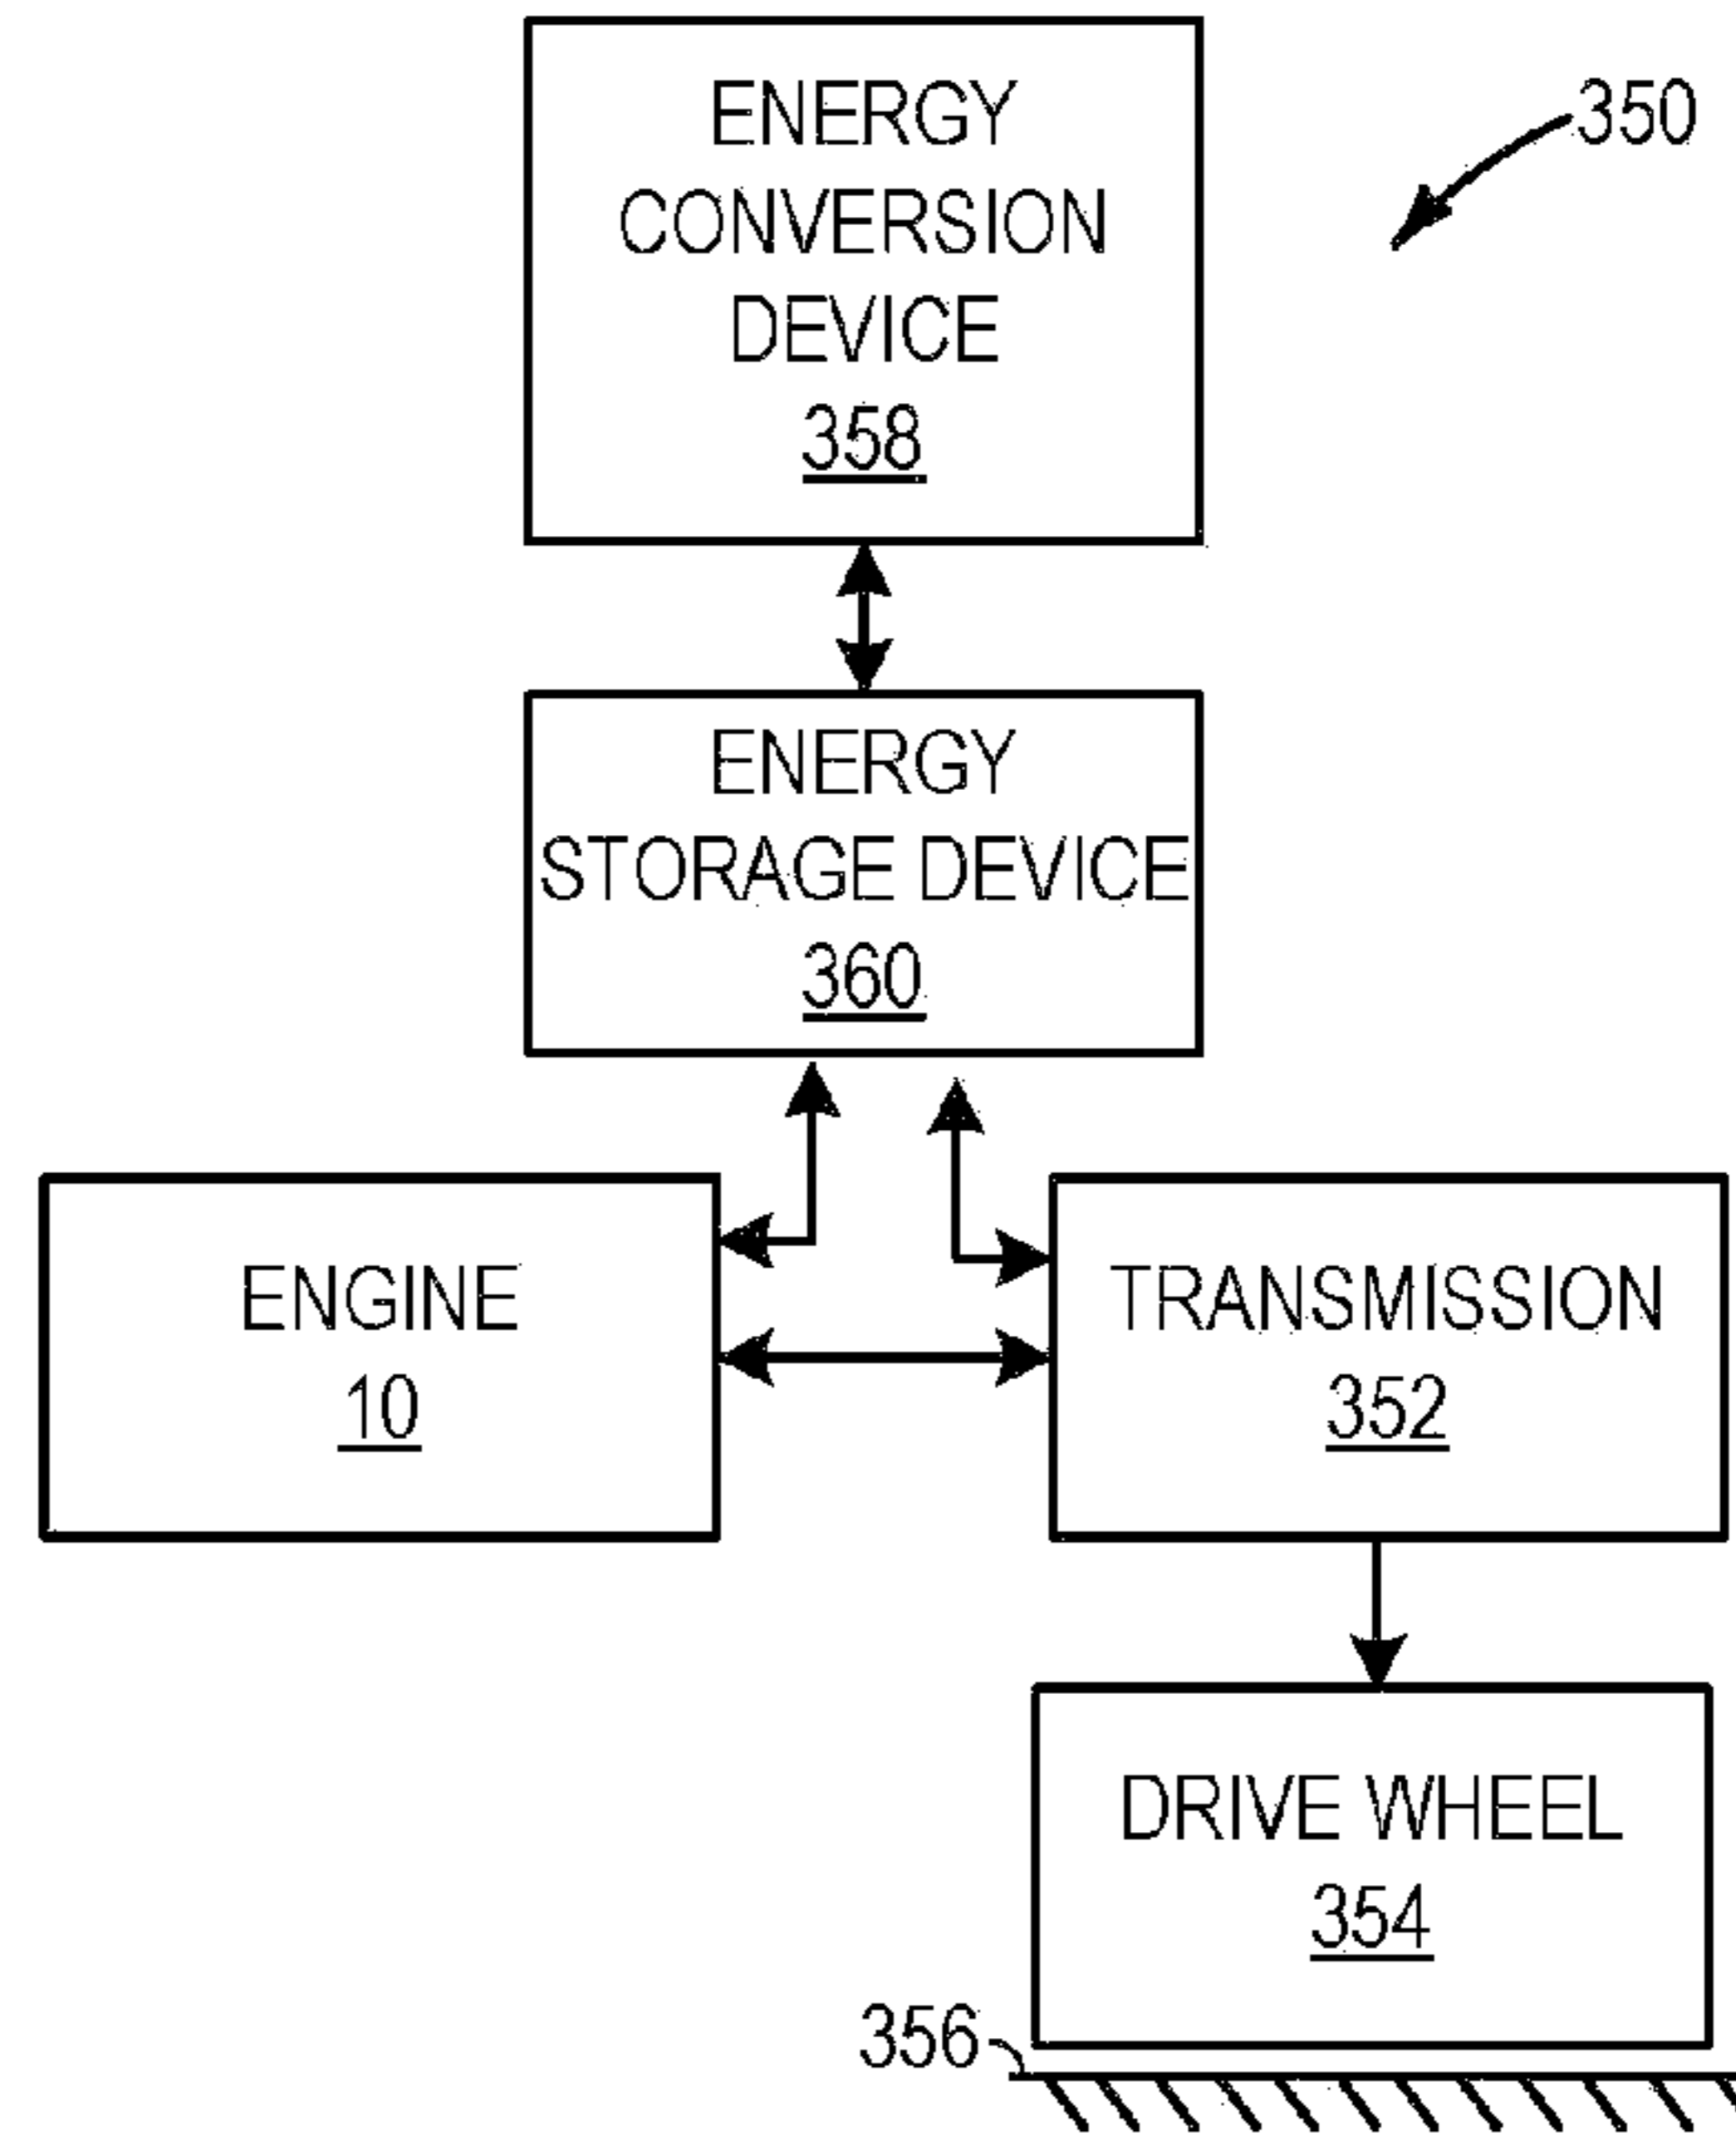 ENERGY
CONVERSION
DEVICE
358
350
ENERGY
STORAGE DEVICE
360
ENGINE
10
TRANSMISSION
352
DRIVE WHEEL
354
356